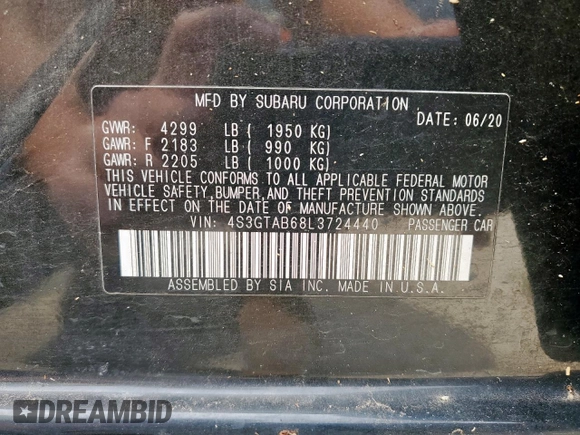 MFD BY SUBARU CORPORATION
DATE: 06/20
GVWR: 4299 LB ( 1950 KG)
GAWR: F 2183 LB ( 990 KG)
GAWR: R 2205 LB ( 1000 KG)
THIS VEHICLE CONFORMS TO ALL APPLICABLE FEDERAL MOTOR
VEHICLE SAFETY,BUMPER,AND THEFT PREVENTION STANDARDS
IN EFFECT ON THE DATE OF MANUFACTURE SHOWN ABOVE.
VIN: 4S3GTAB68L3724440 PASSENGER CAR
ASSEMBLED BY SIA INC. MADE IN U.S.A.
DREAMBID